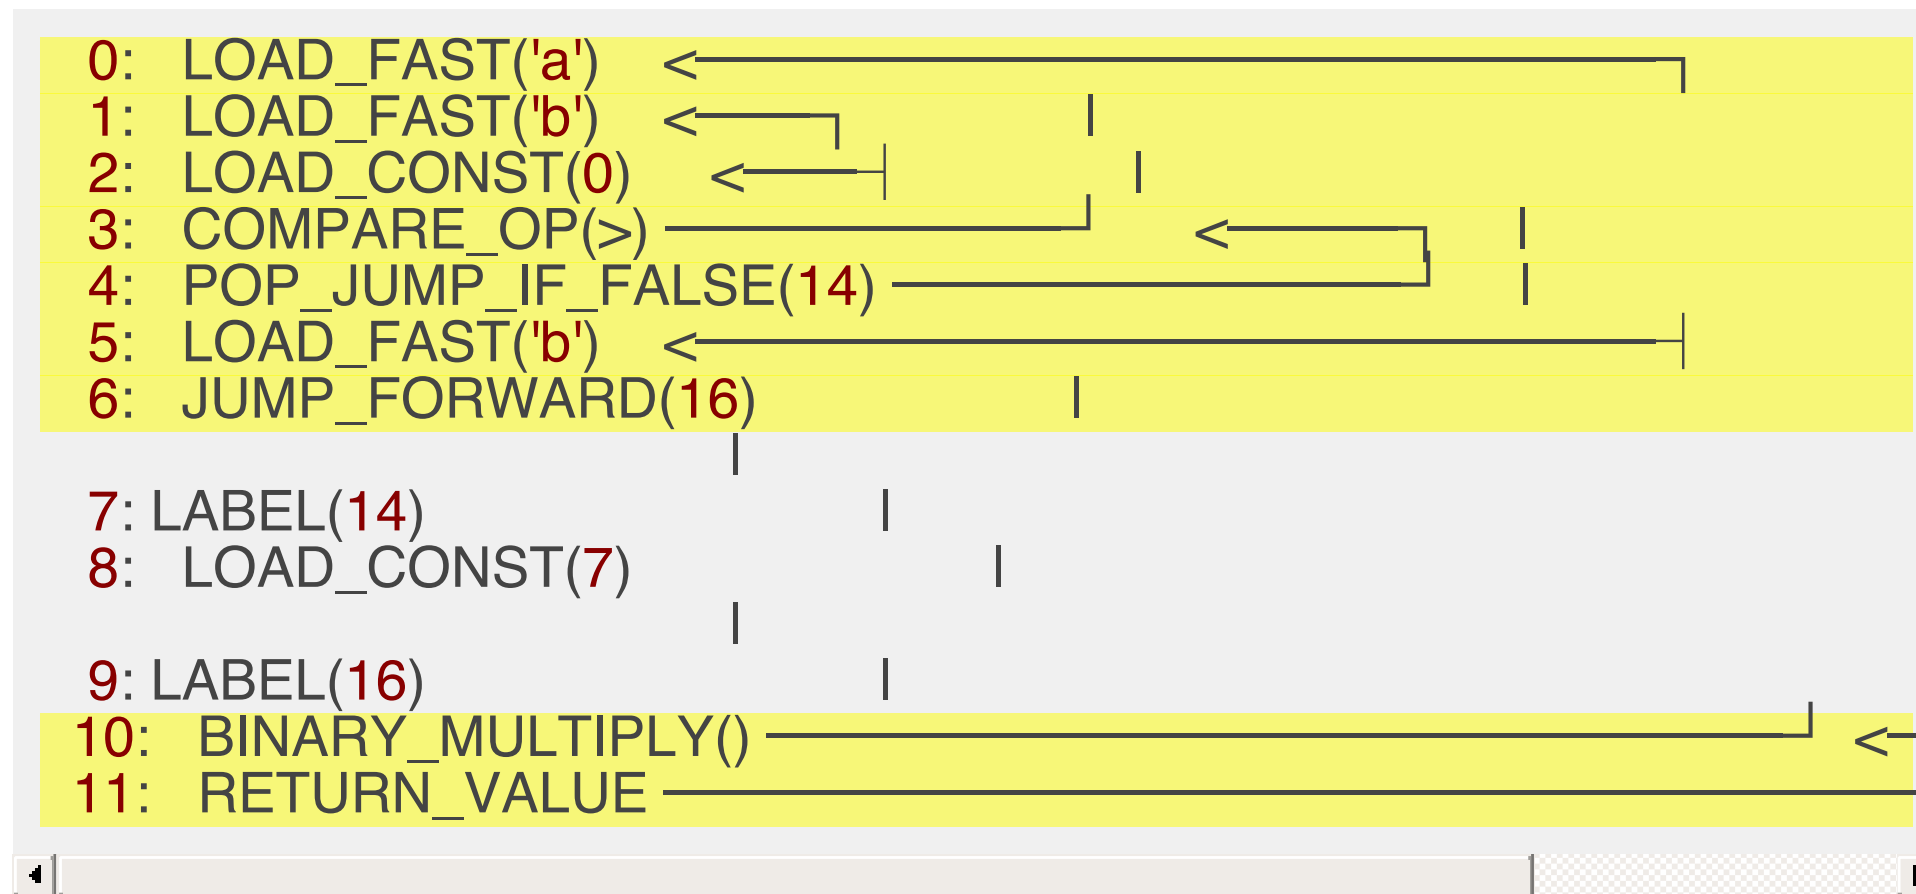 0: LOAD_FAST('a') <
1: LOAD_FAST('b') < |
2: LOAD_CONST(0) < |
3: COMPARE_OP(>) < |
4: POP_JUMP_IF_FALSE(14) |
5: LOAD_FAST('b') <
6: JUMP_FORWARD(16) |
|
7: LABEL(14) |
8: LOAD_CONST(7) |
|
9: LABEL(16) |
10: BINARY_MULTIPLY() <
11: RETURN_VALUE